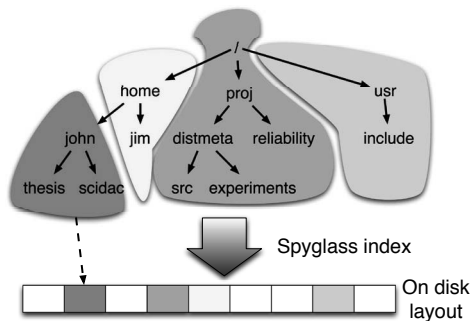 /
home
proj
usr
john
jim
distmeta
reliability
include
thesis
scidac
src
experiments
Spyglass index
On disk
layout